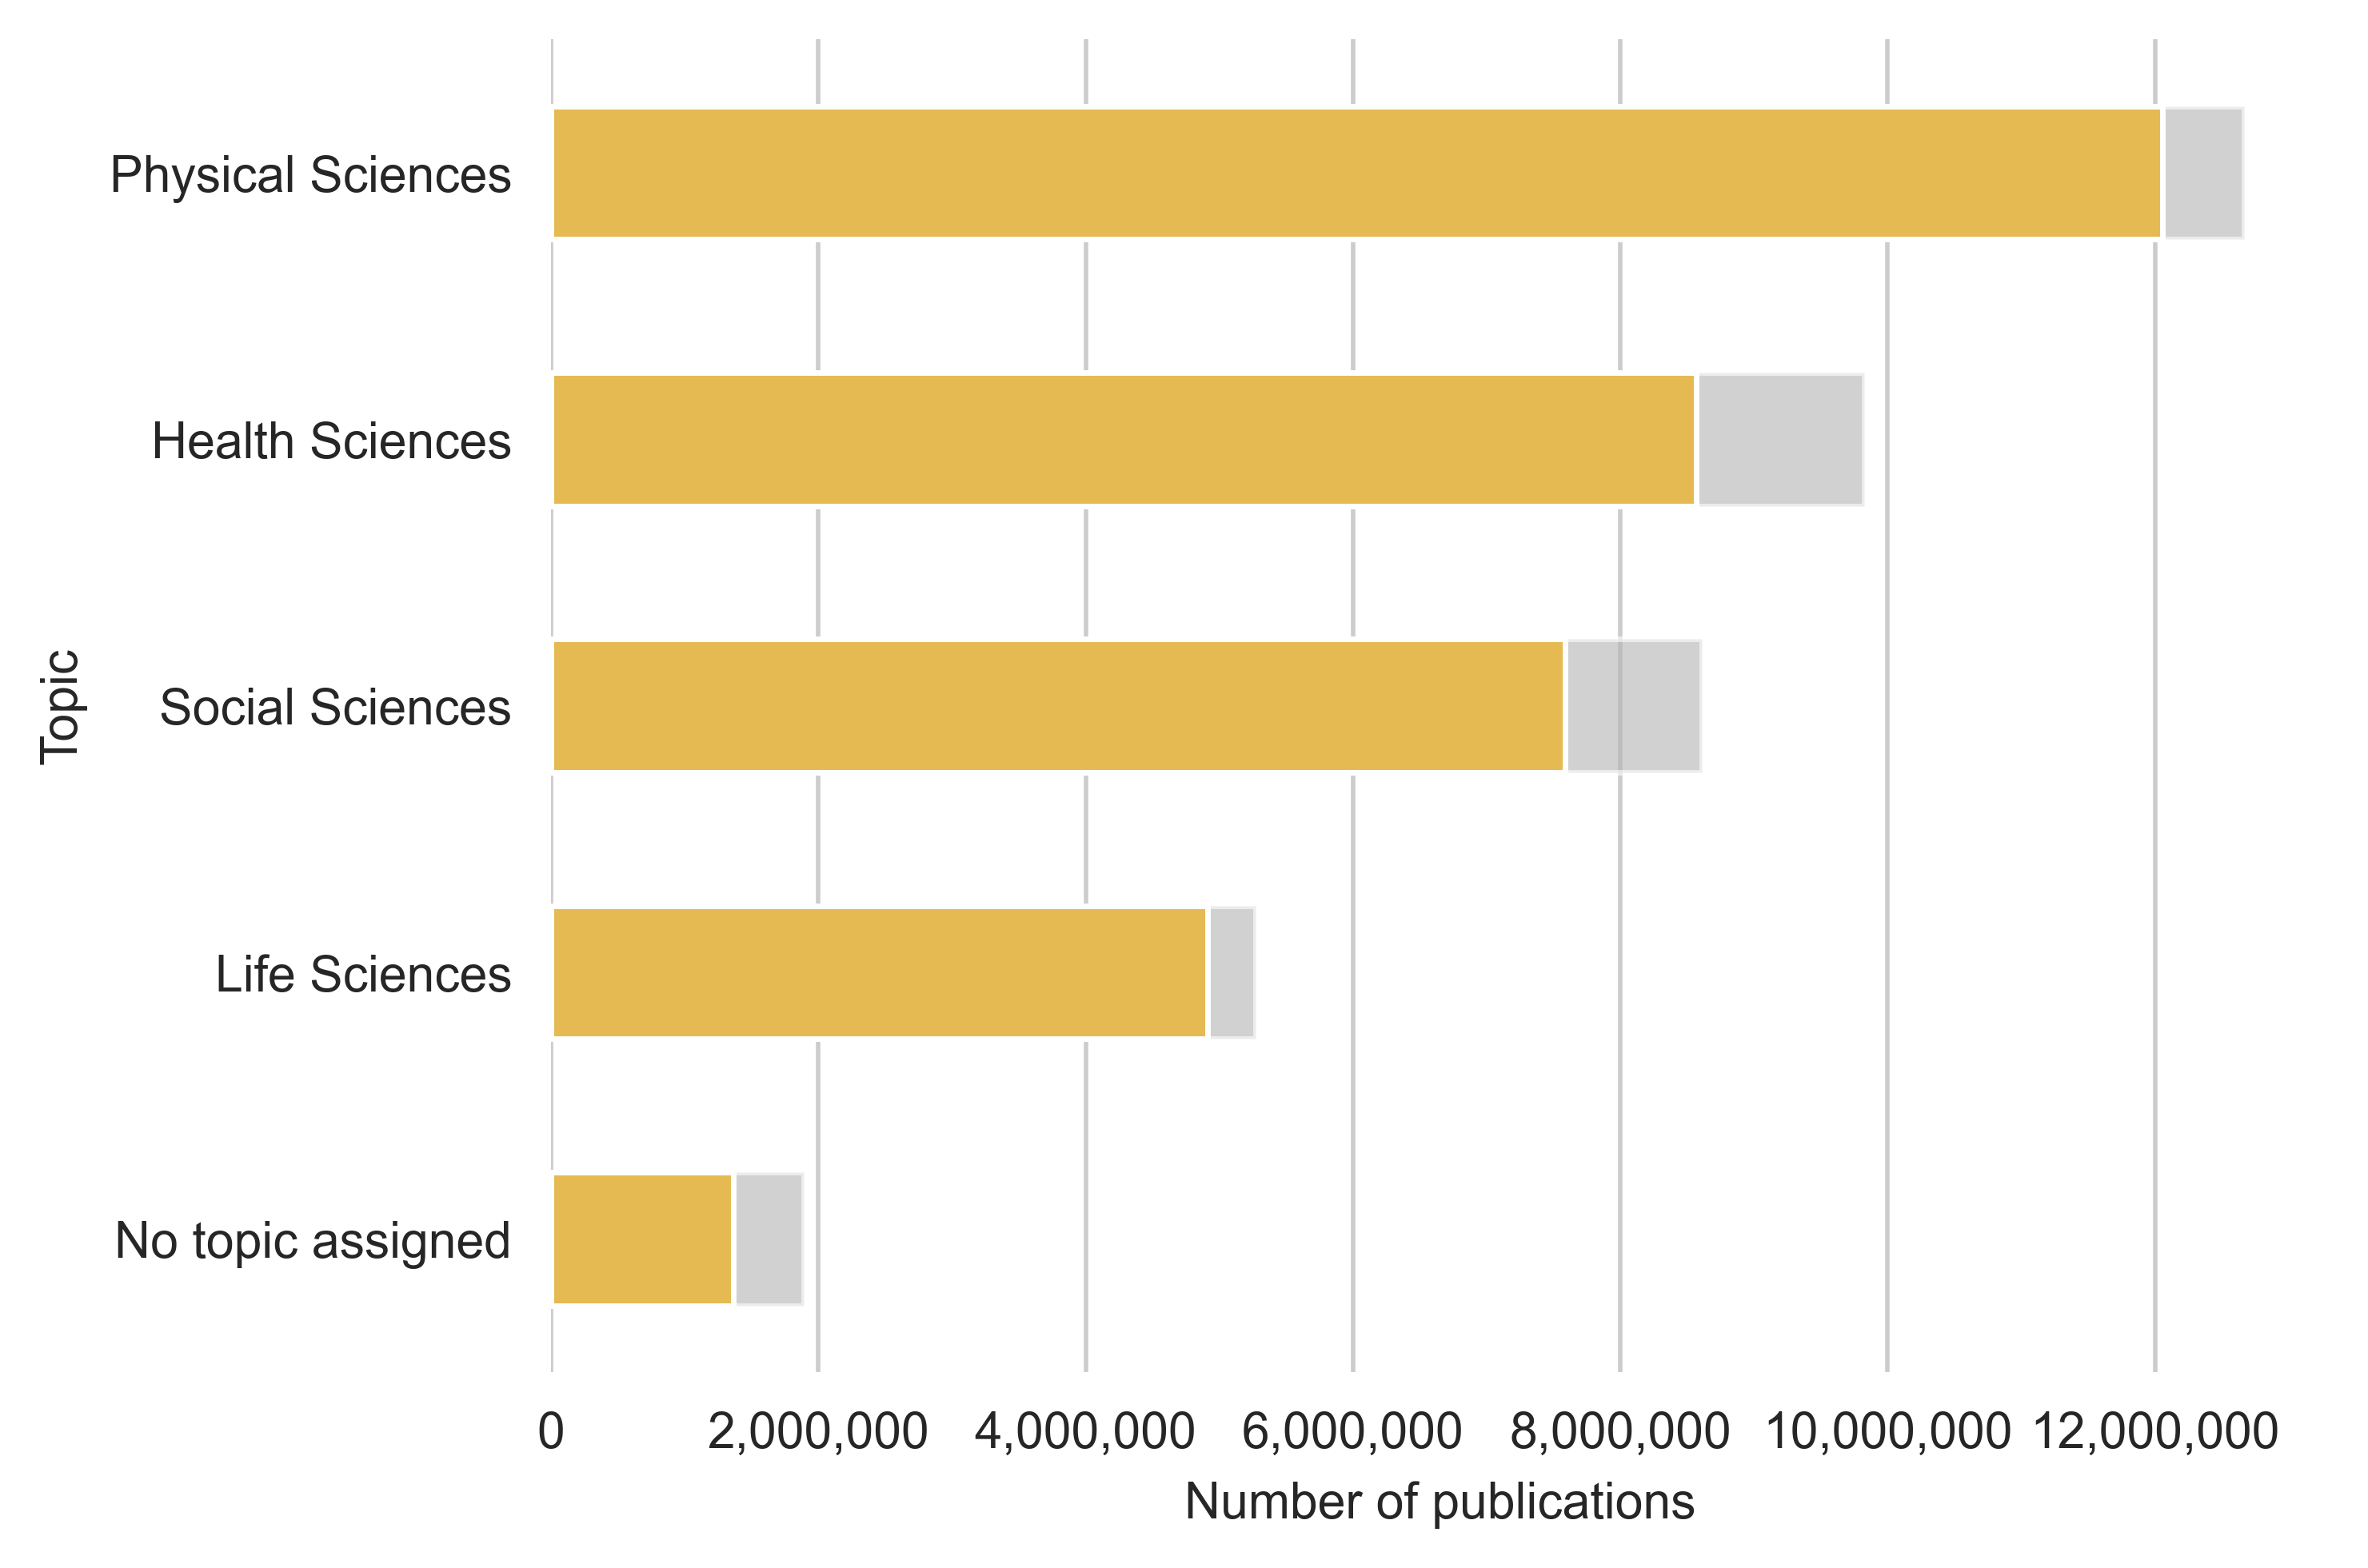 Physical Sciences
Health Sciences
Social Sciences
Life Sciences
No topic assigned
Topic
0
2,000,000
4,000,000
6,000,000
8,000,000
10,000,000
12,000,000
Number of publications